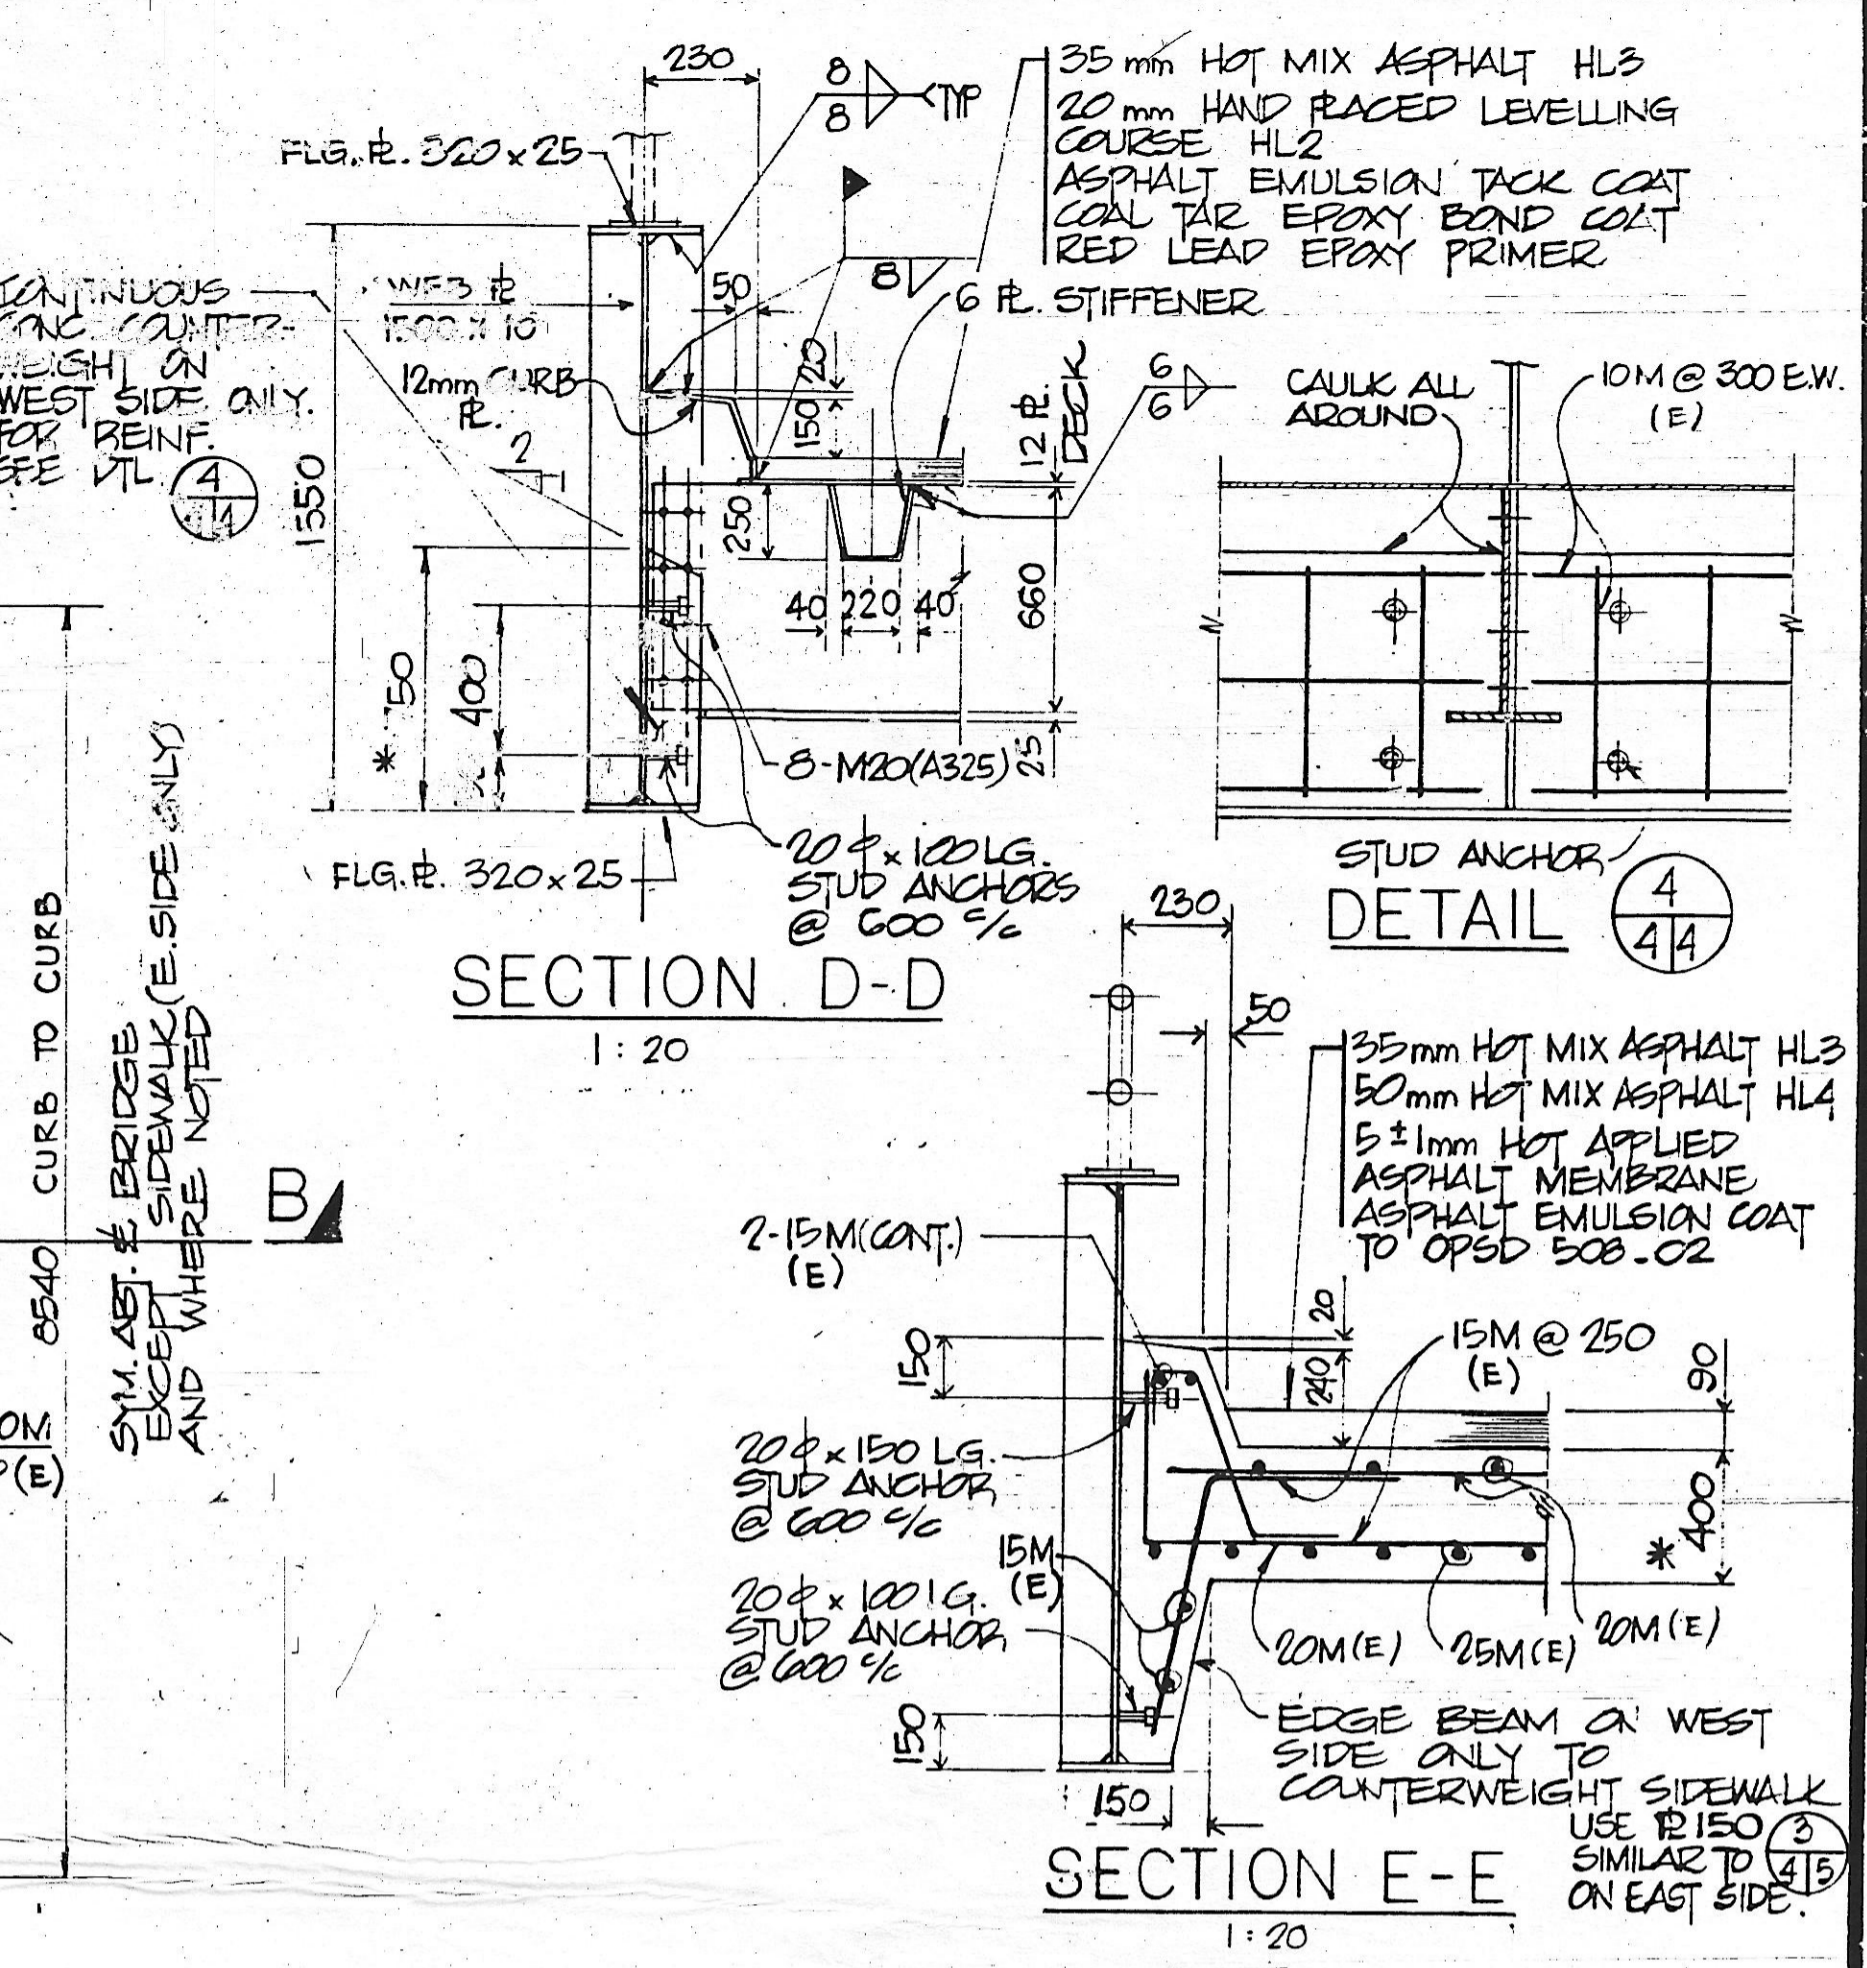 230
8
8
TYP
35 mm HOT MIX ASPHALT HL3
20 mm HAND PLACED LEVELLING
COURSE HL2
ASPHALT EMULSION TACK COAT
COAL TAR EPOXY BOND COAT
RED LEAD EPOXY PRIMER
FLG. PL. 320 x 25
CONTINUOUS
CONC. COUNTER-
WEIGHT ON
WEST SIDE ONLY.
FOR REINF.
SEE DTL
4
WEB PL
1500 x 10
50
8
6 PL. STIFFENER
12mm CURB
PL.
2
1
20
150
12 PL.
DECK
6
6
CAULK ALL
AROUND
10M @ 300 E.W.
(E)
1550
250
660
40 220 40
* 750
400
25
8-M20(A325)
20 ϕ x 100 LG.
STUD ANCHORS
@ 600 c/c
FLG. PL. 320 x 25
STUD ANCHOR
DETAIL
4
4 4
SECTION D-D
1:20
8540 CURB TO CURB
SYM. ABT. ℄ BRIDGE
EXCEPT SIDEWALK (E. SIDE ONLY)
AND WHERE NOTED
B
(E)
230
50
35mm HOT MIX ASPHALT HL3
50mm HOT MIX ASPHALT HL4
5 ±1mm HOT APPLIED
ASPHALT MEMBRANE
ASPHALT EMULSION COAT
TO OPSD 508.02
2-15M(CONT.)
(E)
20
150
240
15M @ 250
(E)
90
20 ϕ x 150 LG.
STUD ANCHOR
@ 600 c/c
* 400
15M
(E)
20 ϕ x 100 LG.
STUD ANCHOR
@ 600 c/c
20M(E)
25M(E)
20M(E)
150
150
EDGE BEAM ON WEST
SIDE ONLY TO
COUNTERWEIGHT SIDEWALK
USE PL150
SIMILAR TO
ON EAST SIDE.
3
4 5
SECTION E-E
1:20